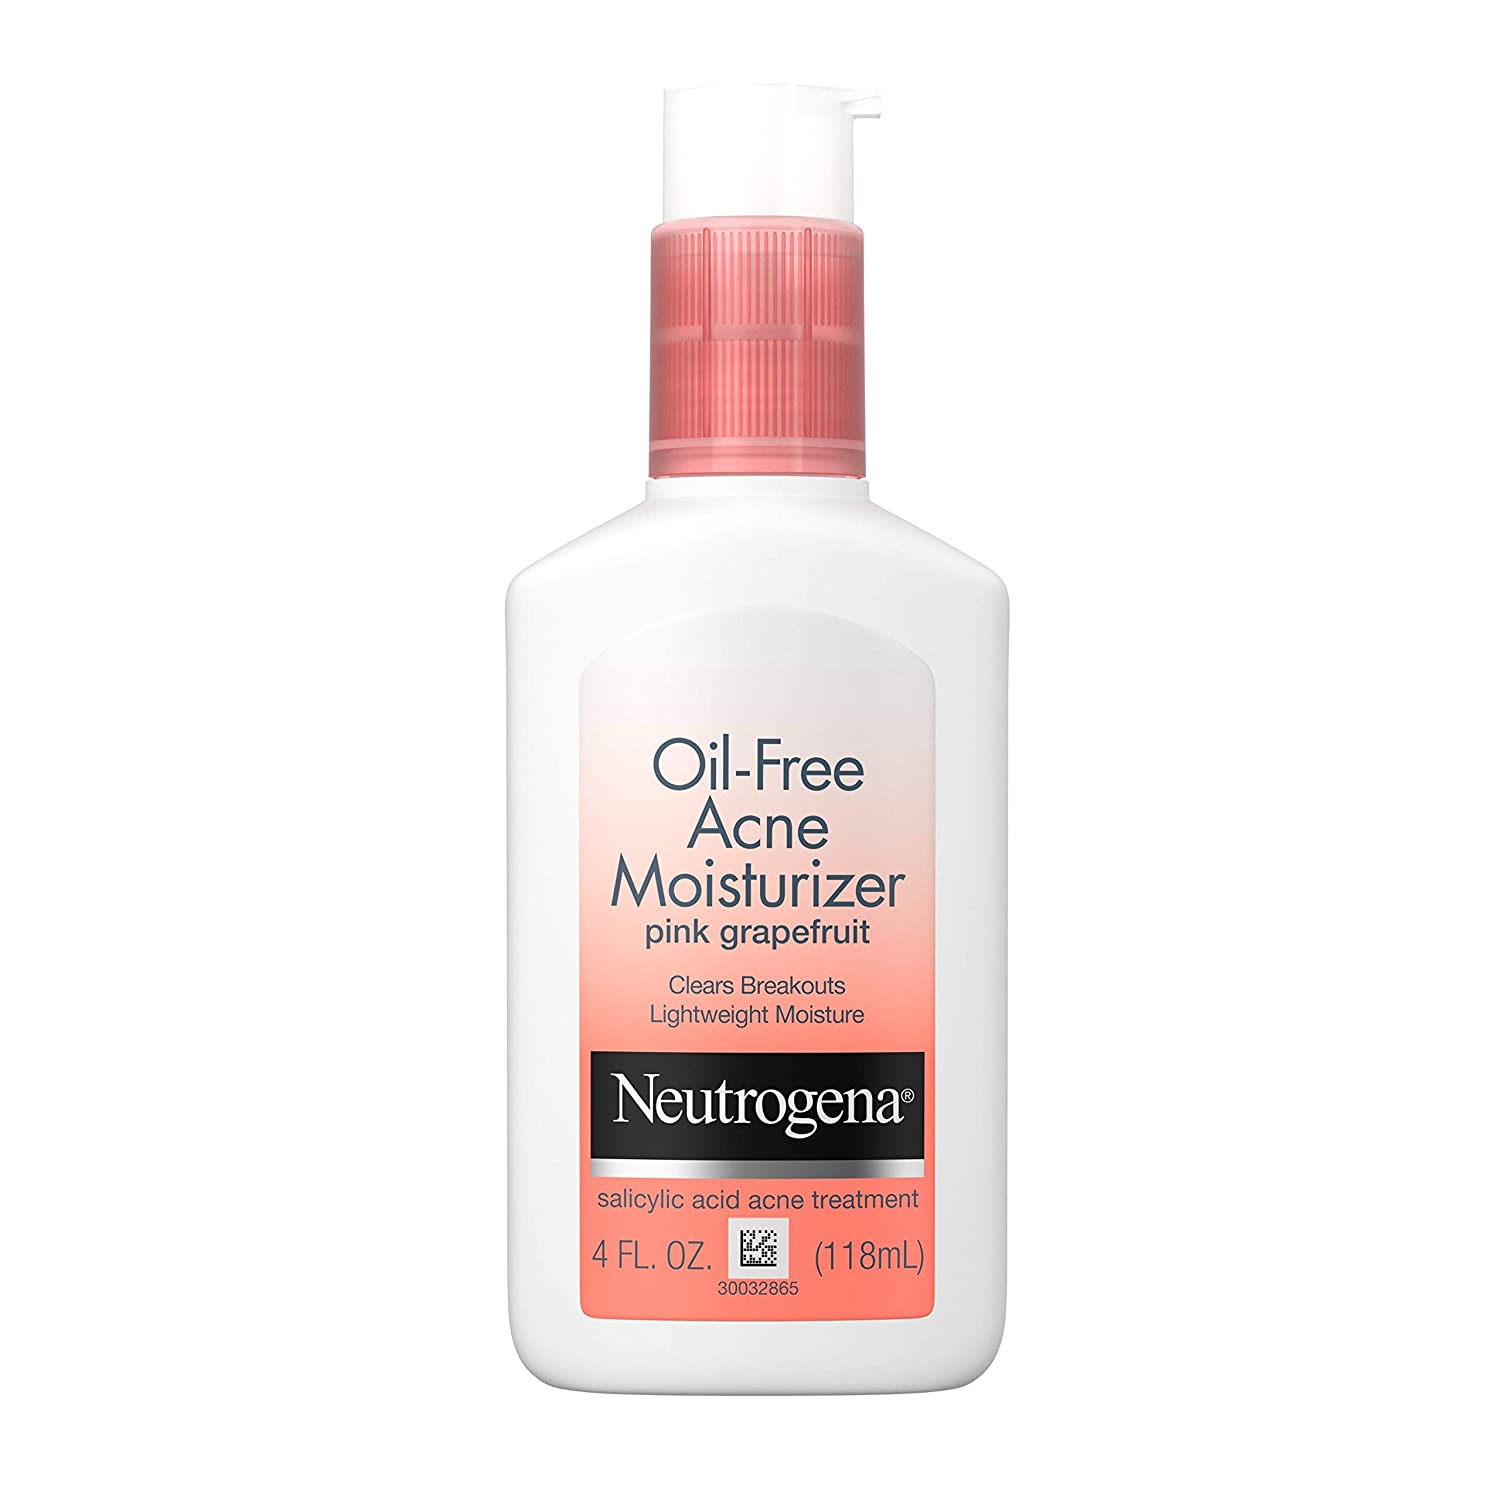 Oil-Free
Acne
Moisturizer
pink grapefruit
Clears Breakouts
Lightweight Moisture
Neutrogena®
salicylic acid acne treatment
4 FL. OZ. (118mL)
30032865